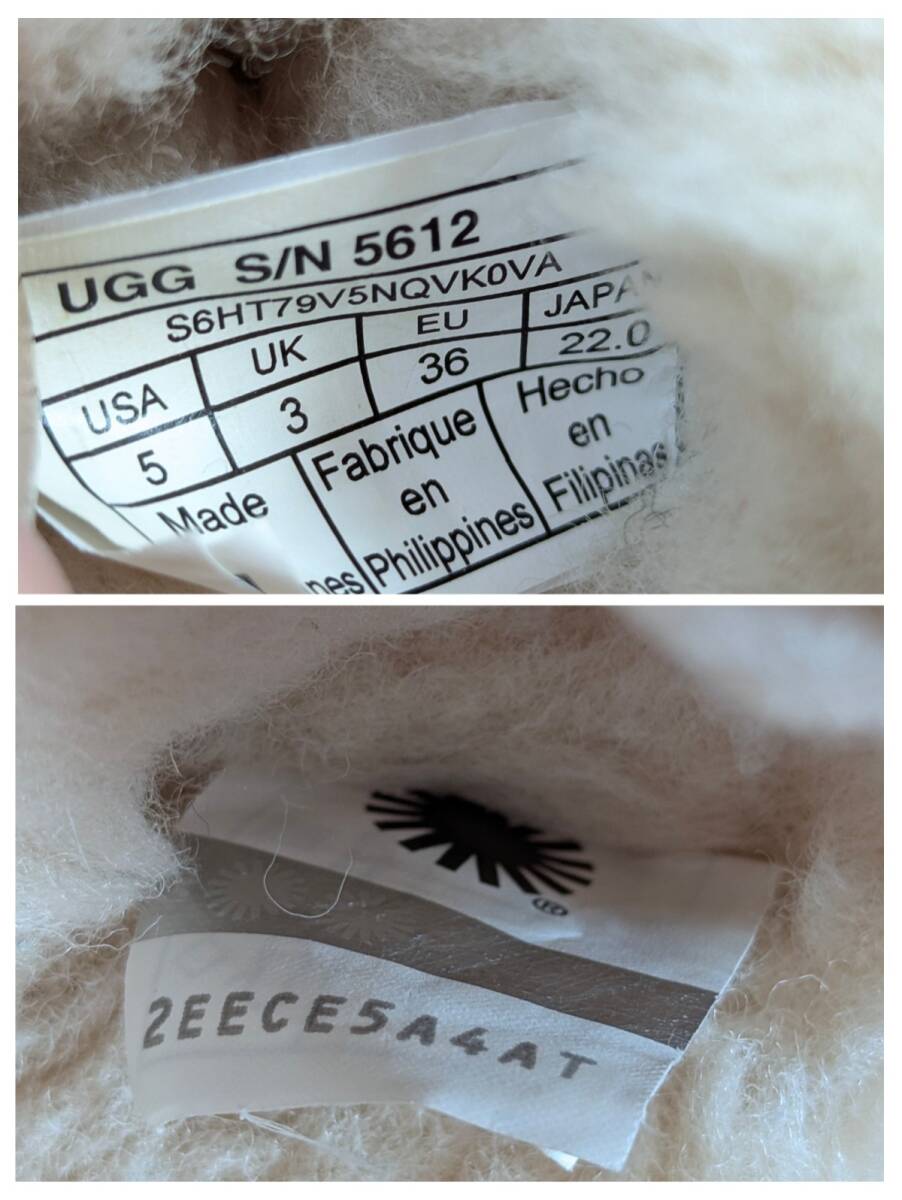 UGG S/N 5612
S6HT79V5NQVK0VA
USA UK EU JAPAN
5 3 36 22.0
Made Fabrique Hecho
en en
Philippines Filipinas
®
2EECE5A4AT